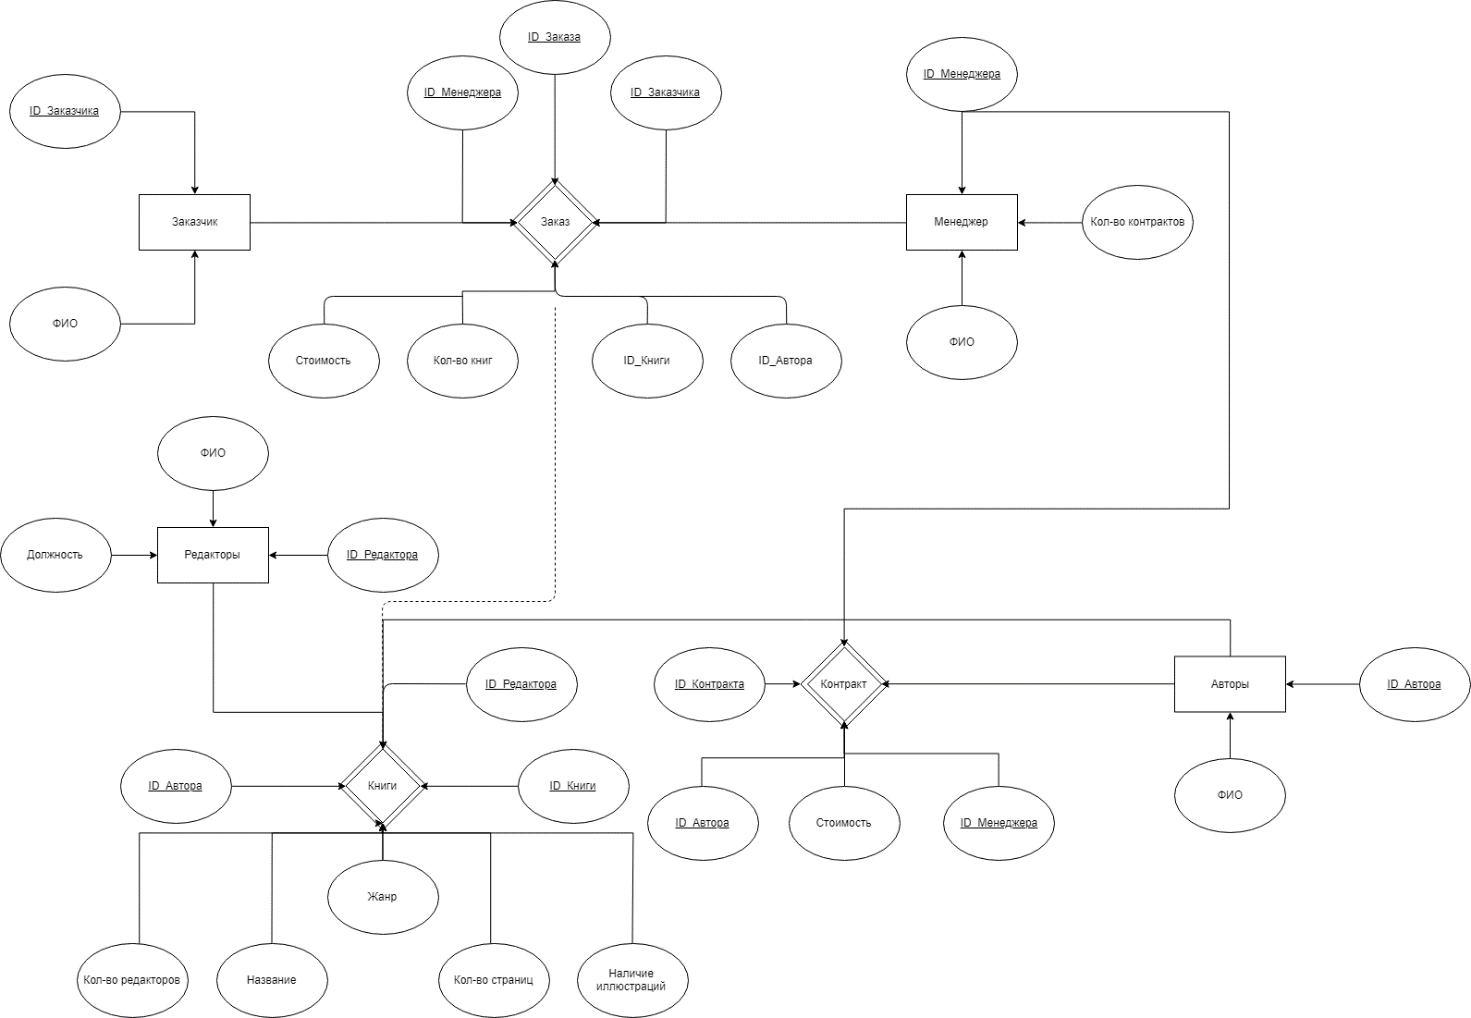 ID_Заказа
ID_Менеджера
ID_Менеджера
ID_Заказчика
ID_Заказчика
Заказчик
Заказ
Менеджер
Кол-во контрактов
ФИО
ФИО
Стоимость
Кол-во книг
ID_Книги
ID_Автора
ФИО
Должность
Редакторы
ID_Редактора
ID_Редактора
ID_Контракта
Контракт
Авторы
ID_Автора
ID_Автора
Книги
ID_Книги
ID_Автора
Стоимость
ID_Менеджера
ФИО
Жанр
Кол-во редакторов
Название
Кол-во страниц
Наличие
иллюстраций